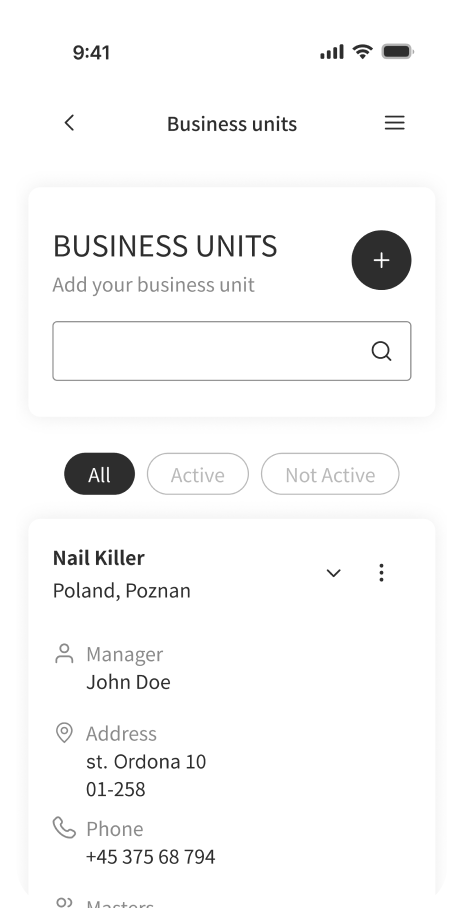 9:41
Business units
BUSINESS UNITS
Add your business unit
All
Active
Not Active
Nail Killer
Poland, Poznan
Manager
John Doe
Address
st. Ordona 10
01-258
Phone
+45 375 68 794
Masters